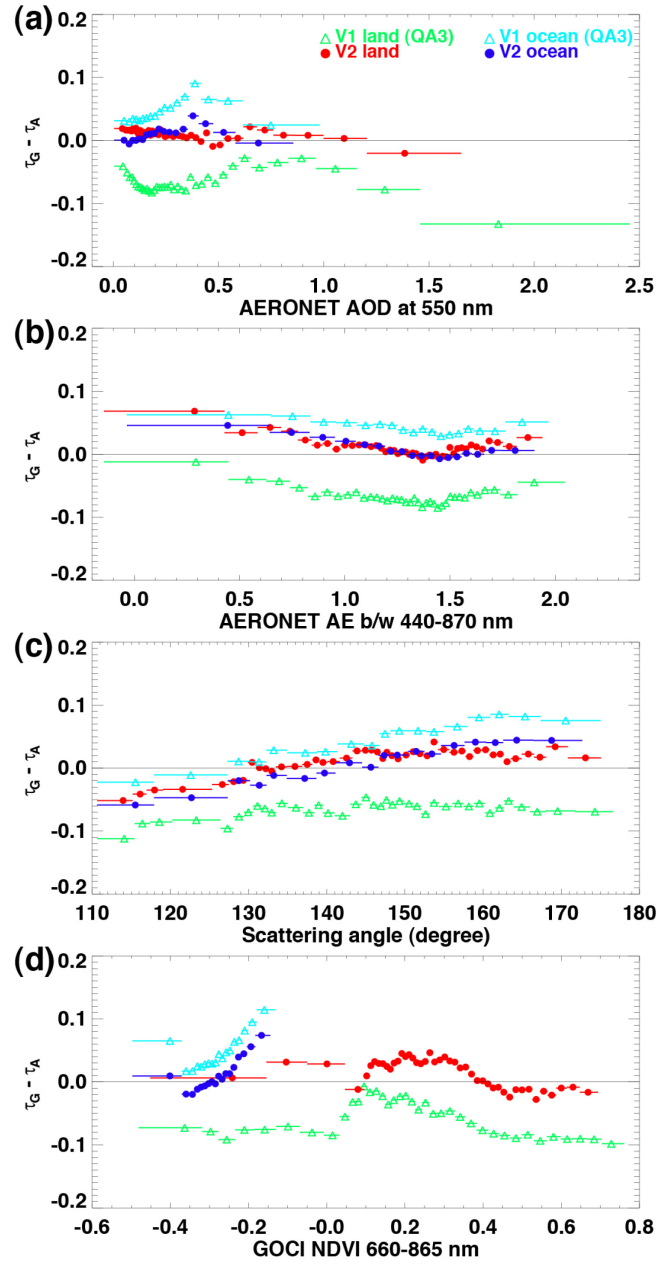 (a)
V1 land (QA3) V1 ocean (QA3)
V2 land V2 ocean
0.2
0.1
0.0
-0.1
-0.2
τG - τA
0.0 0.5 1.0 1.5 2.0 2.5
AERONET AOD at 550 nm
(b)
0.2
0.1
0.0
-0.1
-0.2
τG - τA
0.0 0.5 1.0 1.5 2.0
AERONET AE b/w 440-870 nm
(c)
0.2
0.1
0.0
-0.1
-0.2
τG - τA
110 120 130 140 150 160 170 180
Scattering angle (degree)
(d)
0.2
0.1
0.0
-0.1
-0.2
τG - τA
-0.6 -0.4 -0.2 -0.0 0.2 0.4 0.6 0.8
GOCI NDVI 660-865 nm